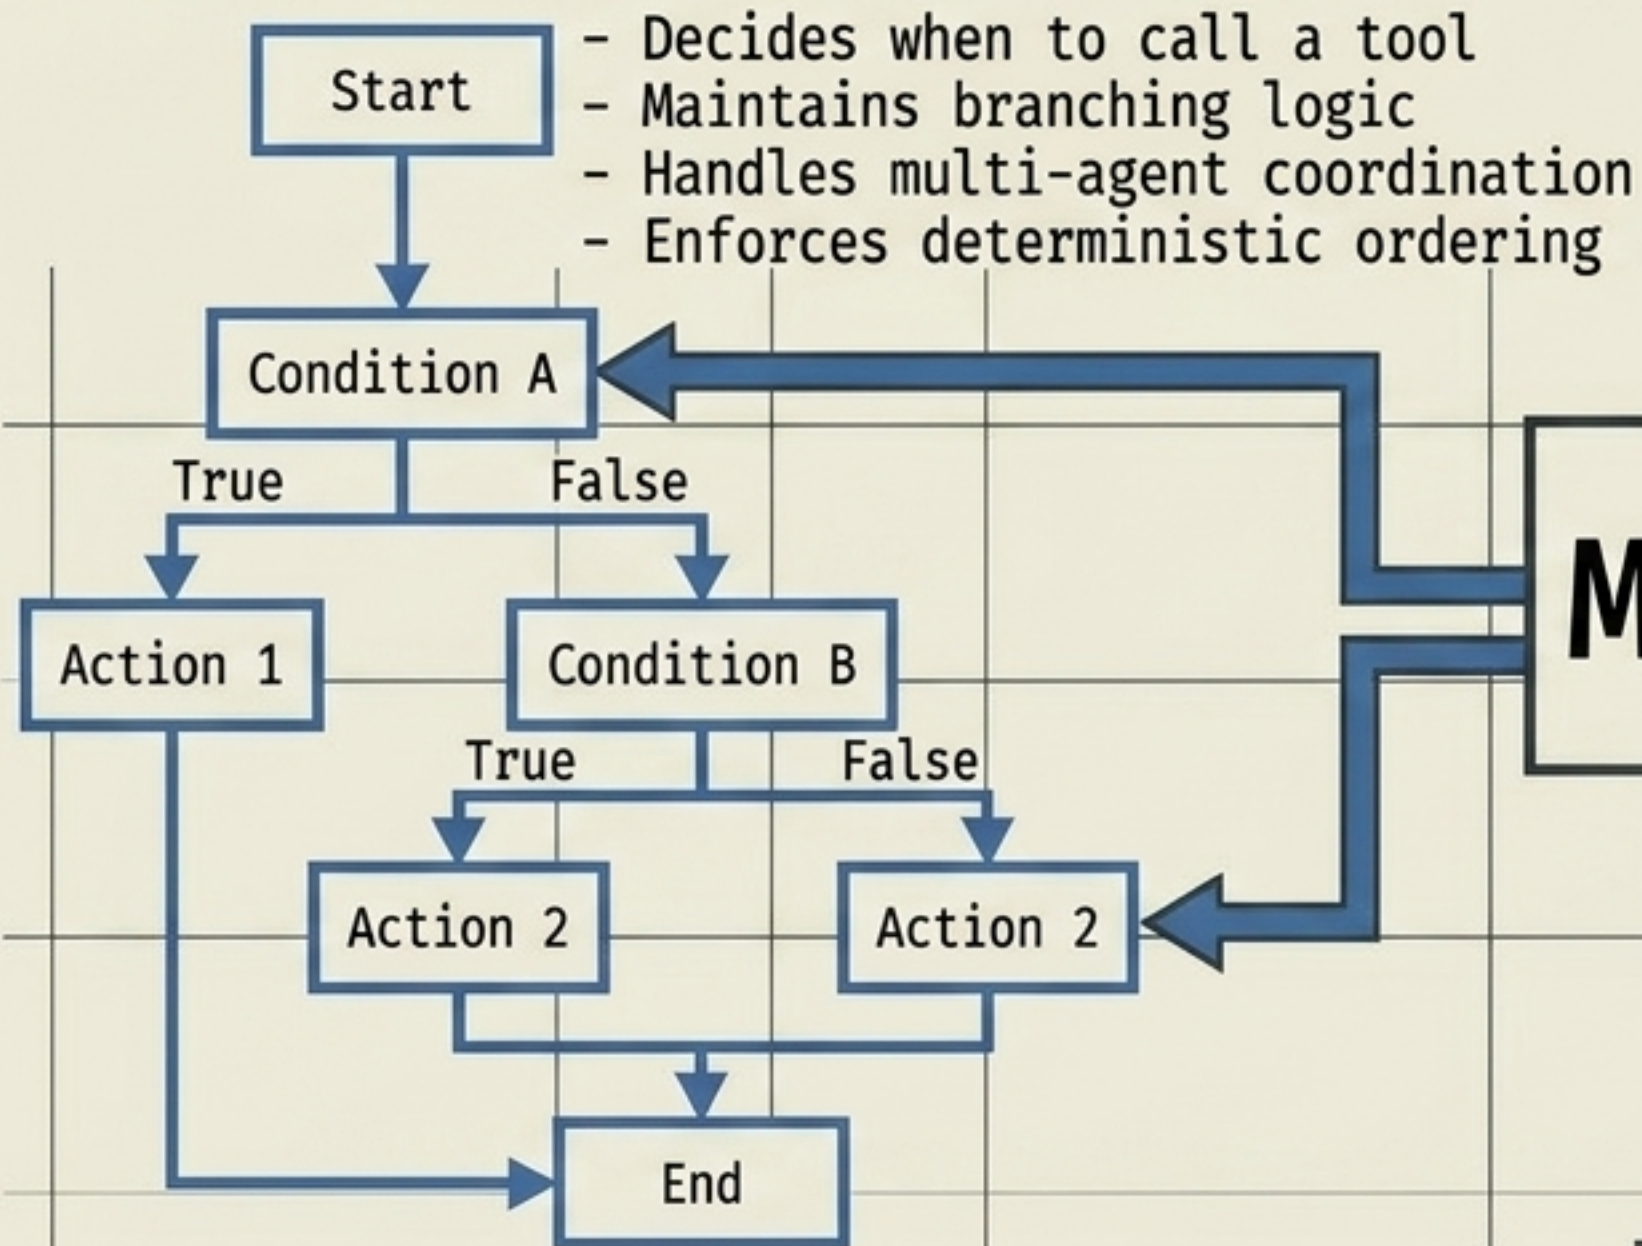 Start
- Decides when to call a tool
- Maintains branching logic
- Handles multi-agent coordination
- Enforces deterministic ordering
Condition A
True
False
Action 1
Condition B
True
False
Action 2
Action 2
End